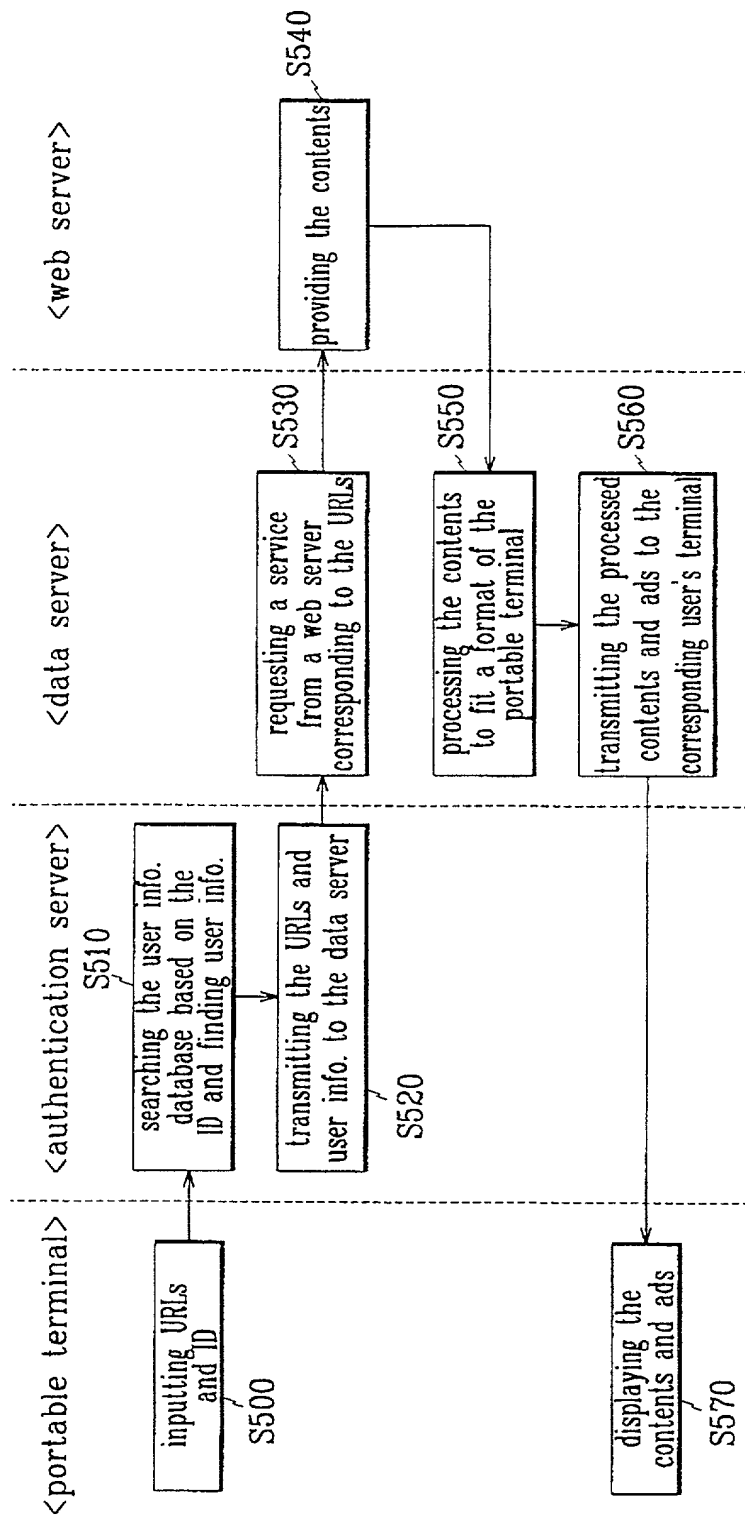 <portable terminal>
<authentication server>
<data server>
<web server>
inputting URLs
and ID
S500
S510
searching the user info.
database based on the
ID and finding user info.
transmitting the URLs and
user info. to the data server
S520
S530
requesting a service
from a web server
corresponding to the URLs
S540
providing the contents
S550
processing the contents
to fit a format of the
portable terminal
S560
transmitting the processed
contents and ads to the
corresponding user's terminal
displaying the
contents and ads
S570